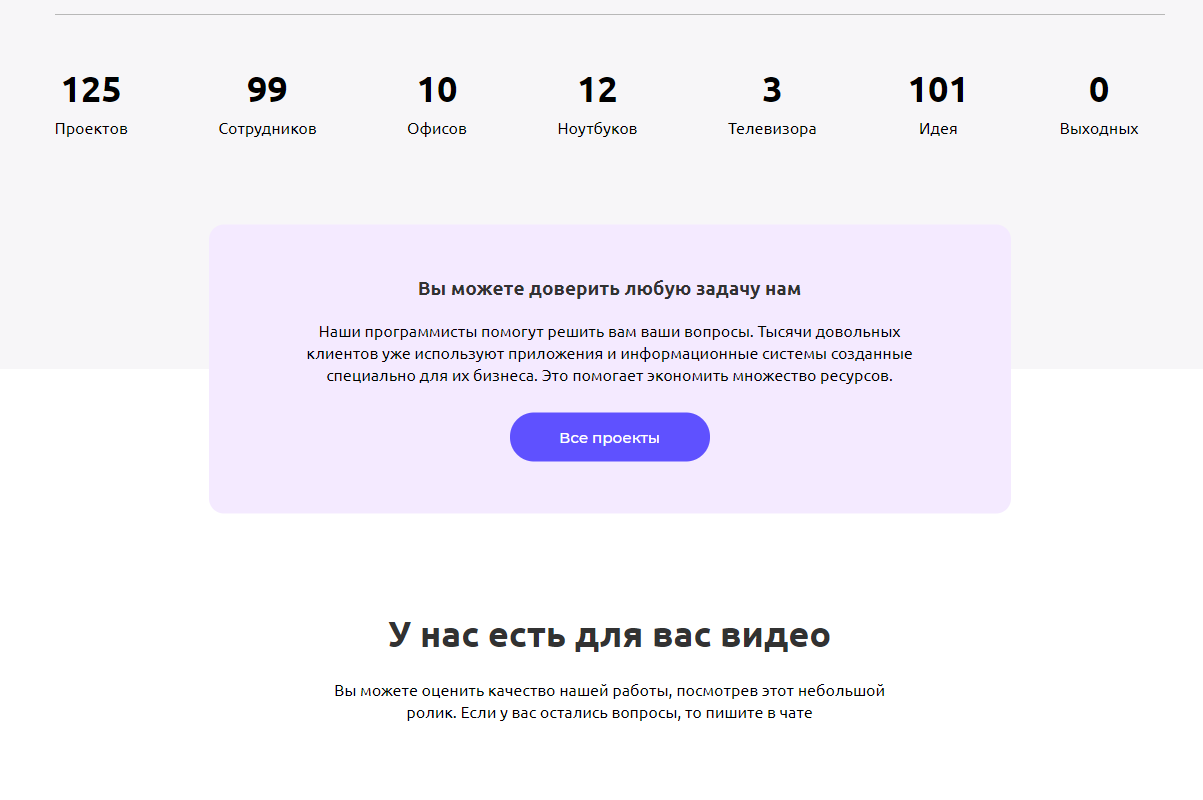 125 99 10 12 3 101 0
Проектов Сотрудников Офисов Ноутбуков Телевизора Идея Выходных
Вы можете доверить любую задачу нам
Наши программисты помогут решить вам ваши вопросы. Тысячи довольных
клиентов уже используют приложения и информационные системы созданные
специально для их бизнеса. Это помогает экономить множество ресурсов.
Все проекты
У нас есть для вас видео
Вы можете оценить качество нашей работы, посмотрев этот небольшой
ролик. Если у вас остались вопросы, то пишите в чате